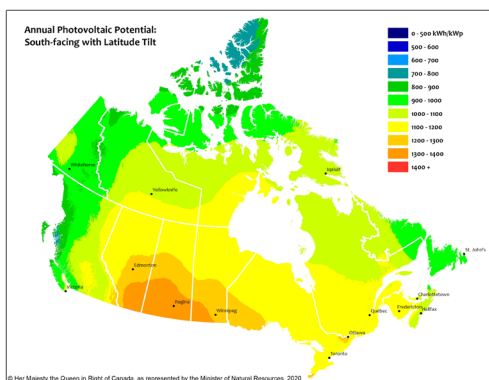 Annual Photovoltaic Potential:
South-facing with Latitude Tilt
0 - 500 kWh/kWp
500 - 600
600 - 700
700 - 800
800 - 900
900 - 1000
1000 - 1100
1100 - 1200
1200 - 1300
1300 - 1400
1400 +
Whitehorse
Yellowknife
Iqaluit
St. John's
Edmonton
Victoria
Regina
Winnipeg
Charlottetown
Fredericton
Halifax
Québec
Ottawa
Toronto
© Her Majesty the Queen in Right of Canada, as represented by the Minister of Natural Resources, 2020